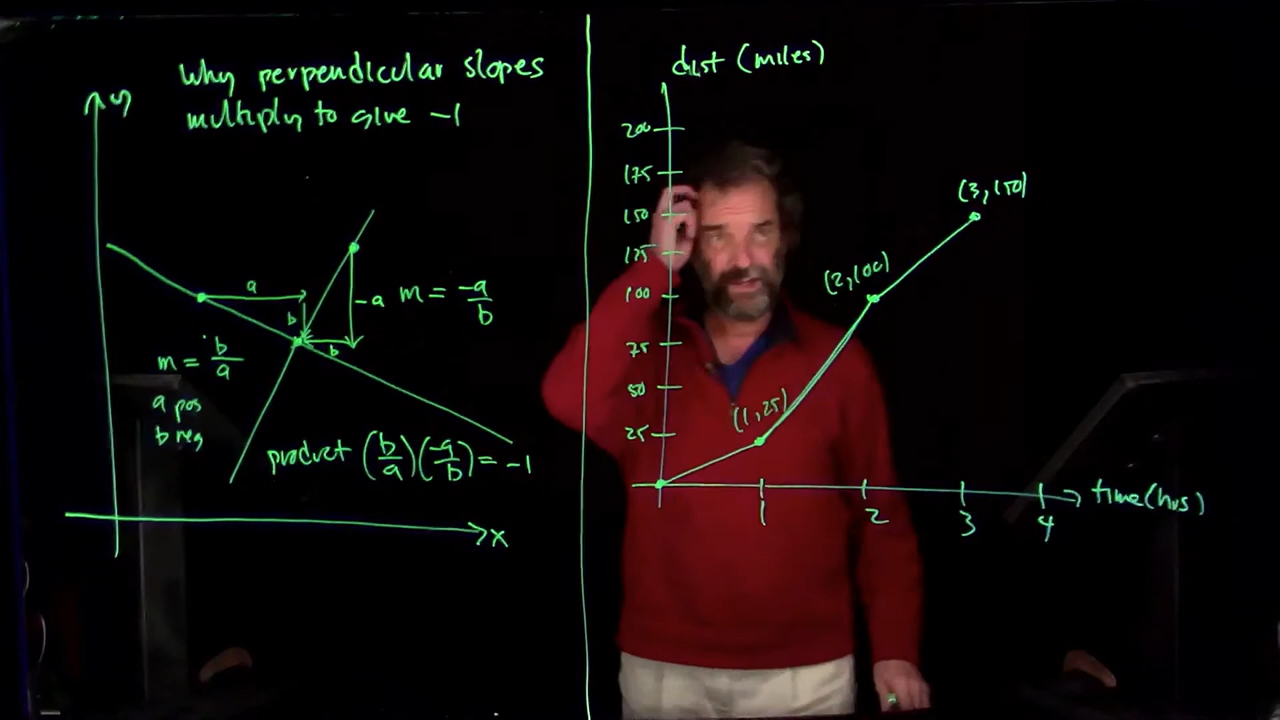 why perpendicular slopes
multiply to give -1
y
a
b
b
-a
m = -a/b
m = b/a
a pos
b neg
product (b/a)(-a/b) = -1
x
dist (miles)
200
175
150
125
100
75
50
25
(3,150)
(2,100)
(1,25)
1
2
3
4
time (hrs)